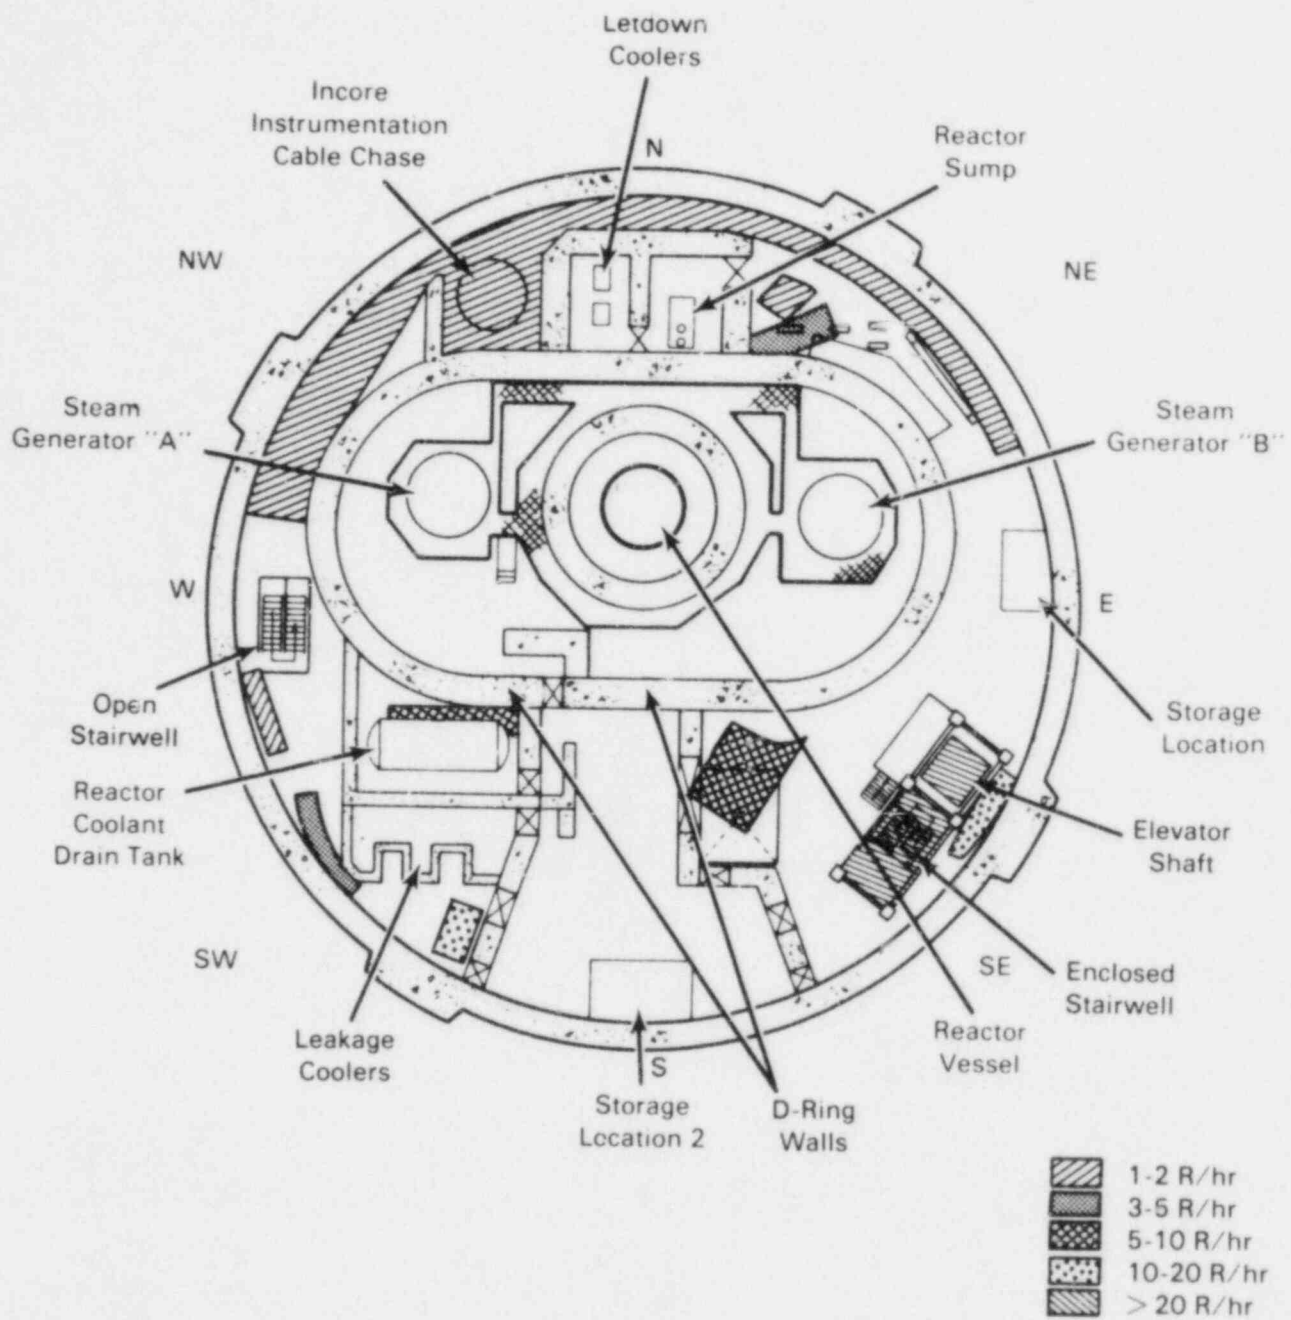 Letdown
Coolers
Incore
Instrumentation
Cable Chase
Reactor
Sump
N
NW
NE
Steam
Generator "A"
Steam
Generator "B"
W
E
Open
Stairwell
Storage
Location
Reactor
Coolant
Drain Tank
Elevator
Shaft
SW
SE
Enclosed
Stairwell
Leakage
Coolers
Reactor
Vessel
S
Storage
Location 2
D-Ring
Walls
1-2 R/hr
3-5 R/hr
5-10 R/hr
10-20 R/hr
> 20 R/hr